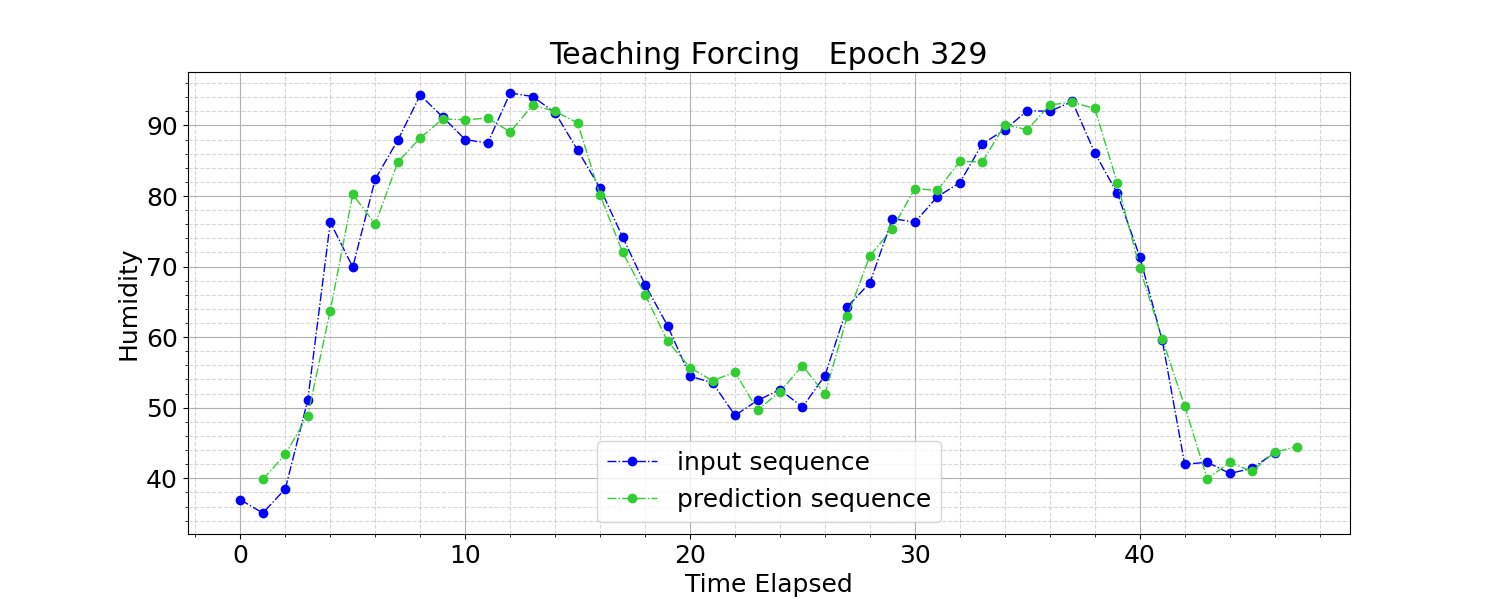 Teaching Forcing   Epoch 329
90
80
70
60
50
40
Humidity
input sequence
prediction sequence
0 10 20 30 40
Time Elapsed